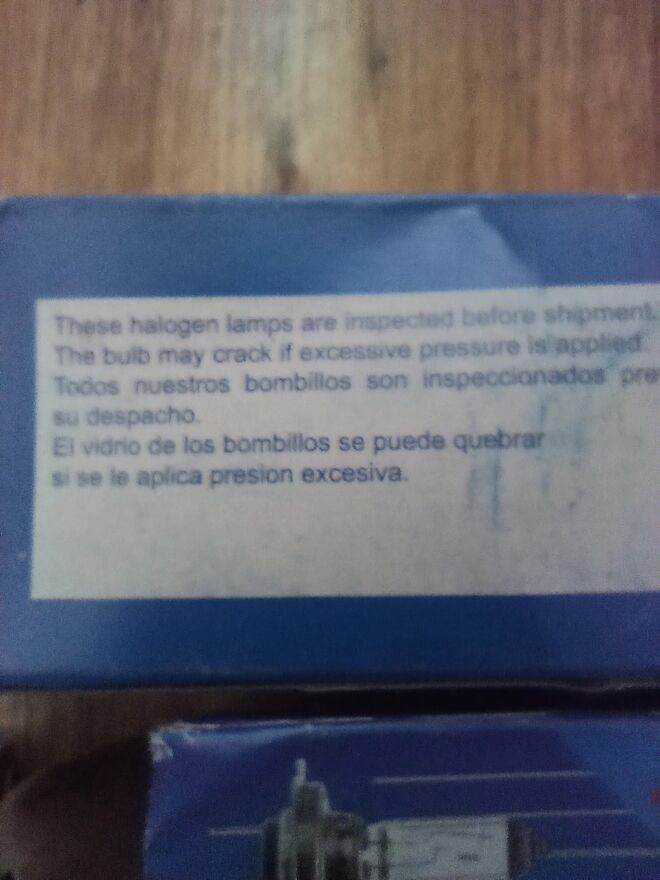 These halogen lamps are inspected before shipment.
The bulb may crack if excessive pressure is applied.
Todos nuestros bombillos son inspeccionados pre
su despacho.
El vidrio de los bombillos se puede quebrar
si se le aplica presion excesiva.